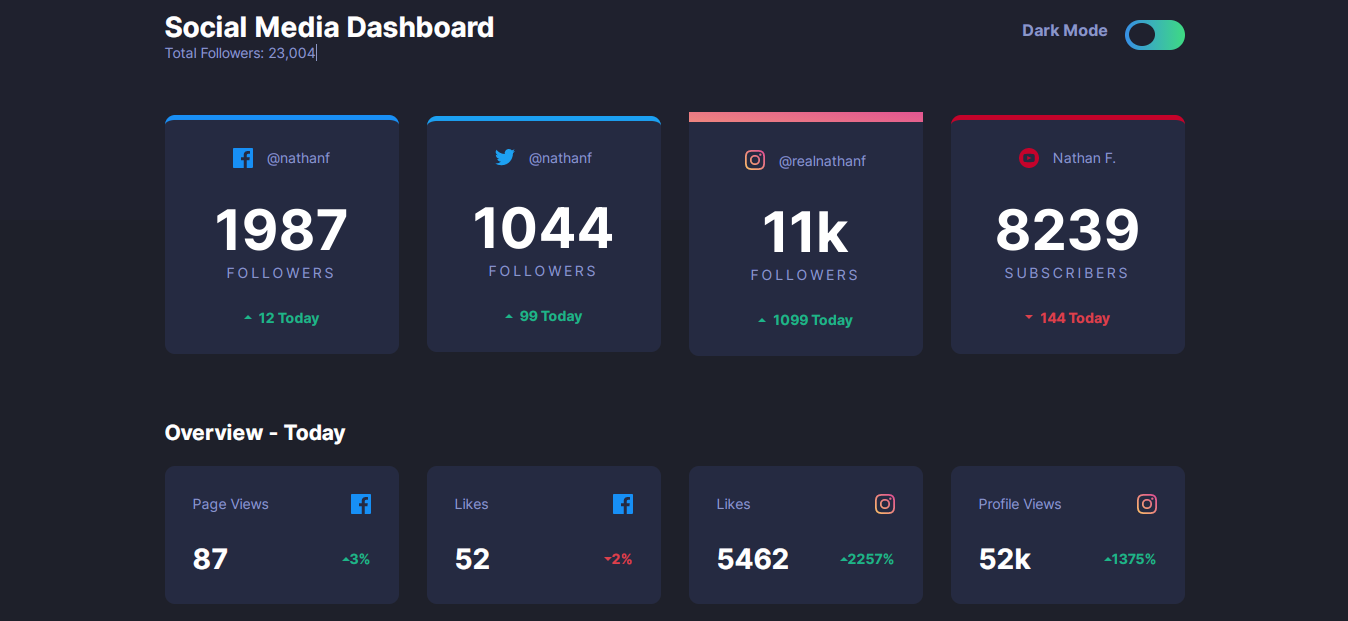 Social Media Dashboard
Total Followers: 23,004
Dark Mode
@nathanf
1987
FOLLOWERS
12 Today
@nathanf
1044
FOLLOWERS
99 Today
@realnathanf
11k
FOLLOWERS
1099 Today
Nathan F.
8239
SUBSCRIBERS
144 Today
Overview - Today
Page Views
87
3%
Likes
52
2%
Likes
5462
2257%
Profile Views
52k
1375%